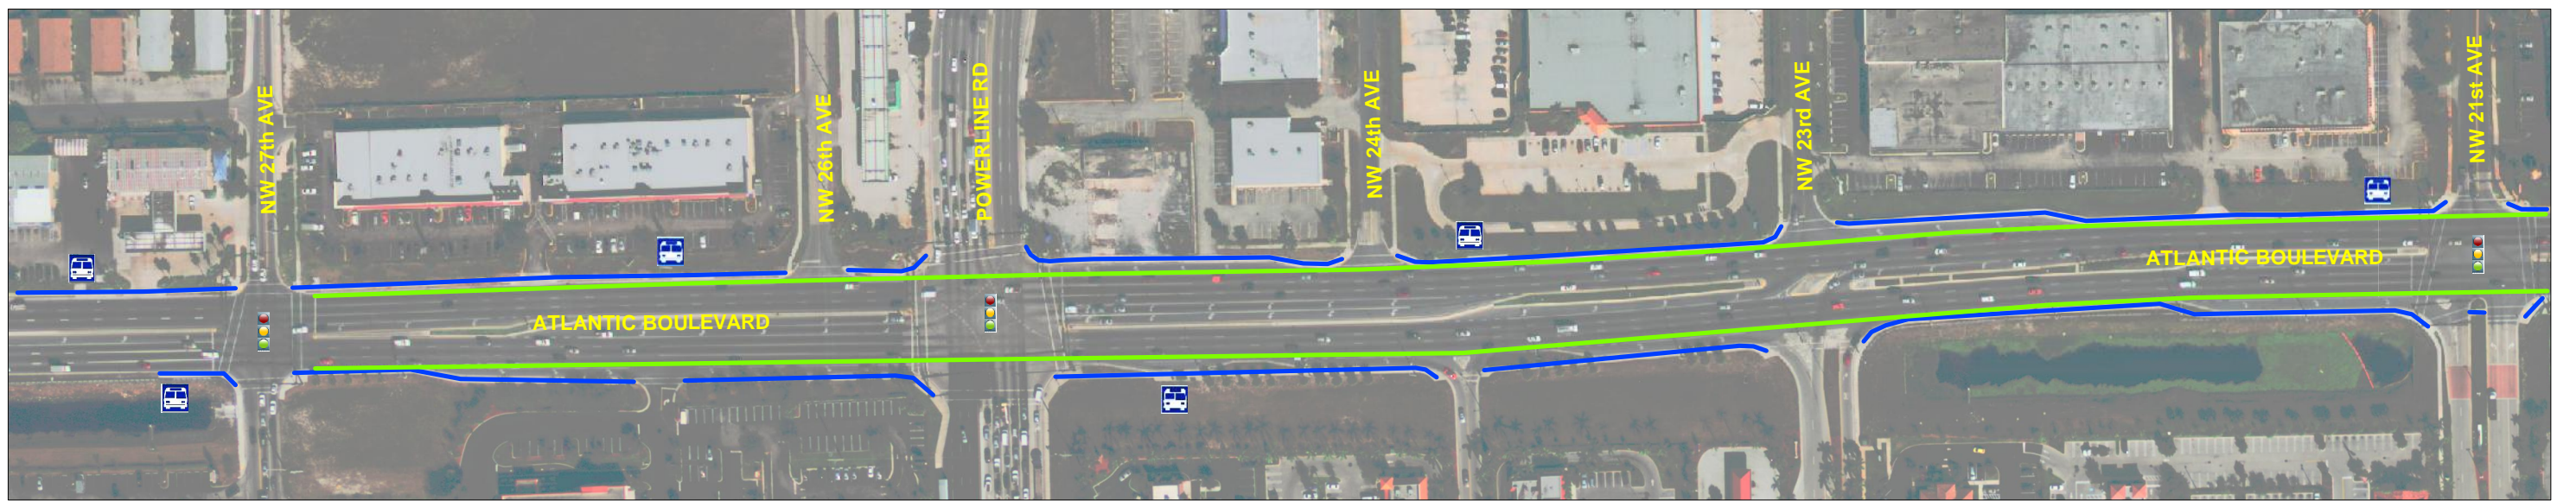 NW 27th AVE
NW 26th AVE
POWERLINE RD
NW 24th AVE
NW 23rd AVE
NW 21st AVE
ATLANTIC BOULEVARD
ATLANTIC BOULEVARD